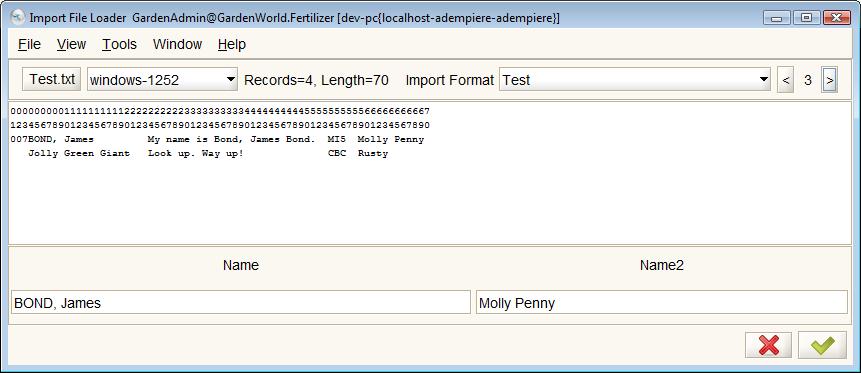 Import File Loader GardenAdmin@GardenWorld.Fertilizer [dev-pc{localhost-adempiere-adempiere}]
File View Tools Window Help
Test.txt windows-1252 Records=4, Length=70 Import Format Test < 3 >
0000000001111111111222222222233333333334444444444555555555566666666667
1234567890123456789012345678901234567890123456789012345678901234567890
007BOND, James         My name is Bond, James Bond.  MI5  Molly Penny
   Jolly Green Giant   Look up. Way up!              CBC  Rusty
Name Name2
BOND, James Molly Penny